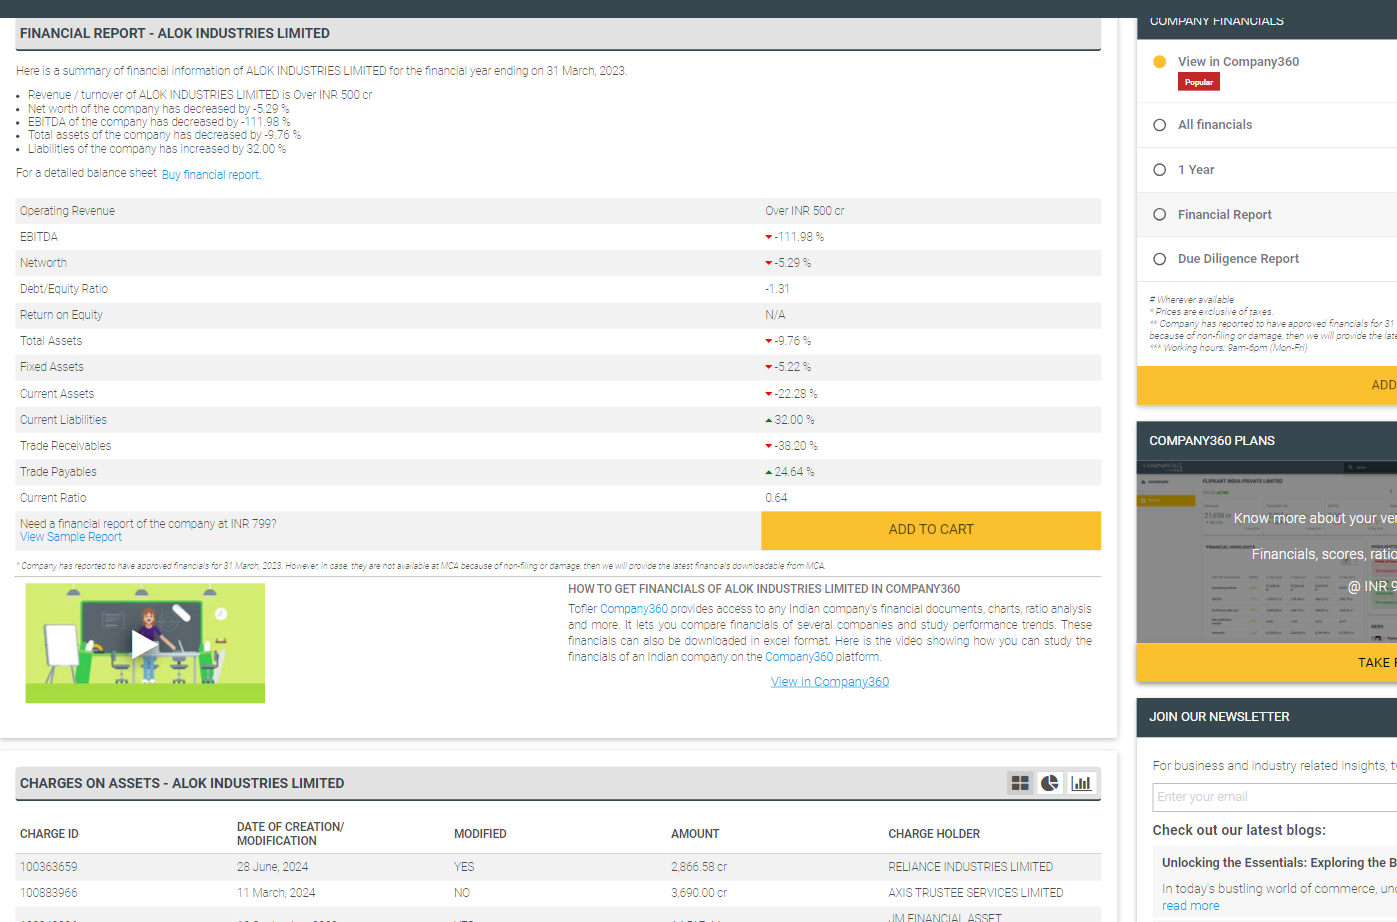 FINANCIAL REPORT - ALOK INDUSTRIES LIMITED
Here is a summary of financial information of ALOK INDUSTRIES LIMITED for the financial year ending on 31 March, 2023.
Revenue / turnover of ALOK INDUSTRIES LIMITED is Over INR 500 cr
Net worth of the company has decreased by -5.29 %
EBITDA of the company has decreased by -111.98 %
Total assets of the company has decreased by -9.76 %
Liabilities of the company has increased by 32.00 %
For a detailed balance sheet Buy financial report.
Operating Revenue Over INR 500 cr
EBITDA -111.98 %
Networth -5.29 %
Debt/Equity Ratio -1.31
Return on Equity N/A
Total Assets -9.76 %
Fixed Assets -5.22 %
Current Assets -22.28 %
Current Liabilities 32.00 %
Trade Receivables -38.20 %
Trade Payables 24.64 %
Current Ratio 0.64
Need a financial report of the company at INR 799?
View Sample Report
ADD TO CART
* Company has reported to have approved financials for 31 March, 2023. However, in case, they are not available at MCA because of non-filing or damage, then we will provide the latest financials downloadable from MCA.
HOW TO GET FINANCIALS OF ALOK INDUSTRIES LIMITED IN COMPANY360
Tofler Company360 provides access to any Indian company's financial documents, charts, ratio analysis
and more. It lets you compare financials of several companies and study performance trends. These
financials can also be downloaded in excel format. Here is the video showing how you can study the
financials of an Indian company on the Company360 platform.
View in Company360
CHARGES ON ASSETS - ALOK INDUSTRIES LIMITED
CHARGE ID DATE OF CREATION/ MODIFICATION MODIFIED AMOUNT CHARGE HOLDER
100363659 28 June, 2024 YES 2,866.58 cr RELIANCE INDUSTRIES LIMITED
100883966 11 March, 2024 NO 3,690.00 cr AXIS TRUSTEE SERVICES LIMITED
JM FINANCIAL ASSET
COMPANY FINANCIALS
View in Company360
Popular
All financials
1 Year
Financial Report
Due Diligence Report
# Wherever available
* Prices are exclusive of taxes.
** Company has reported to have approved financials for 31
because of non-filing or damage, then we will provide the late
*** Working hours: 9am-6pm (Mon-Fri)
ADD
COMPANY360 PLANS
FLIPKART INDIA PRIVATE LIMITED
Know more about your ve
Financials, scores, ratio
@ INR 9
TAKE
JOIN OUR NEWSLETTER
For business and industry related insights, tw
Enter your email
Check out our latest blogs:
Unlocking the Essentials: Exploring the B
In today's bustling world of commerce, un
read more